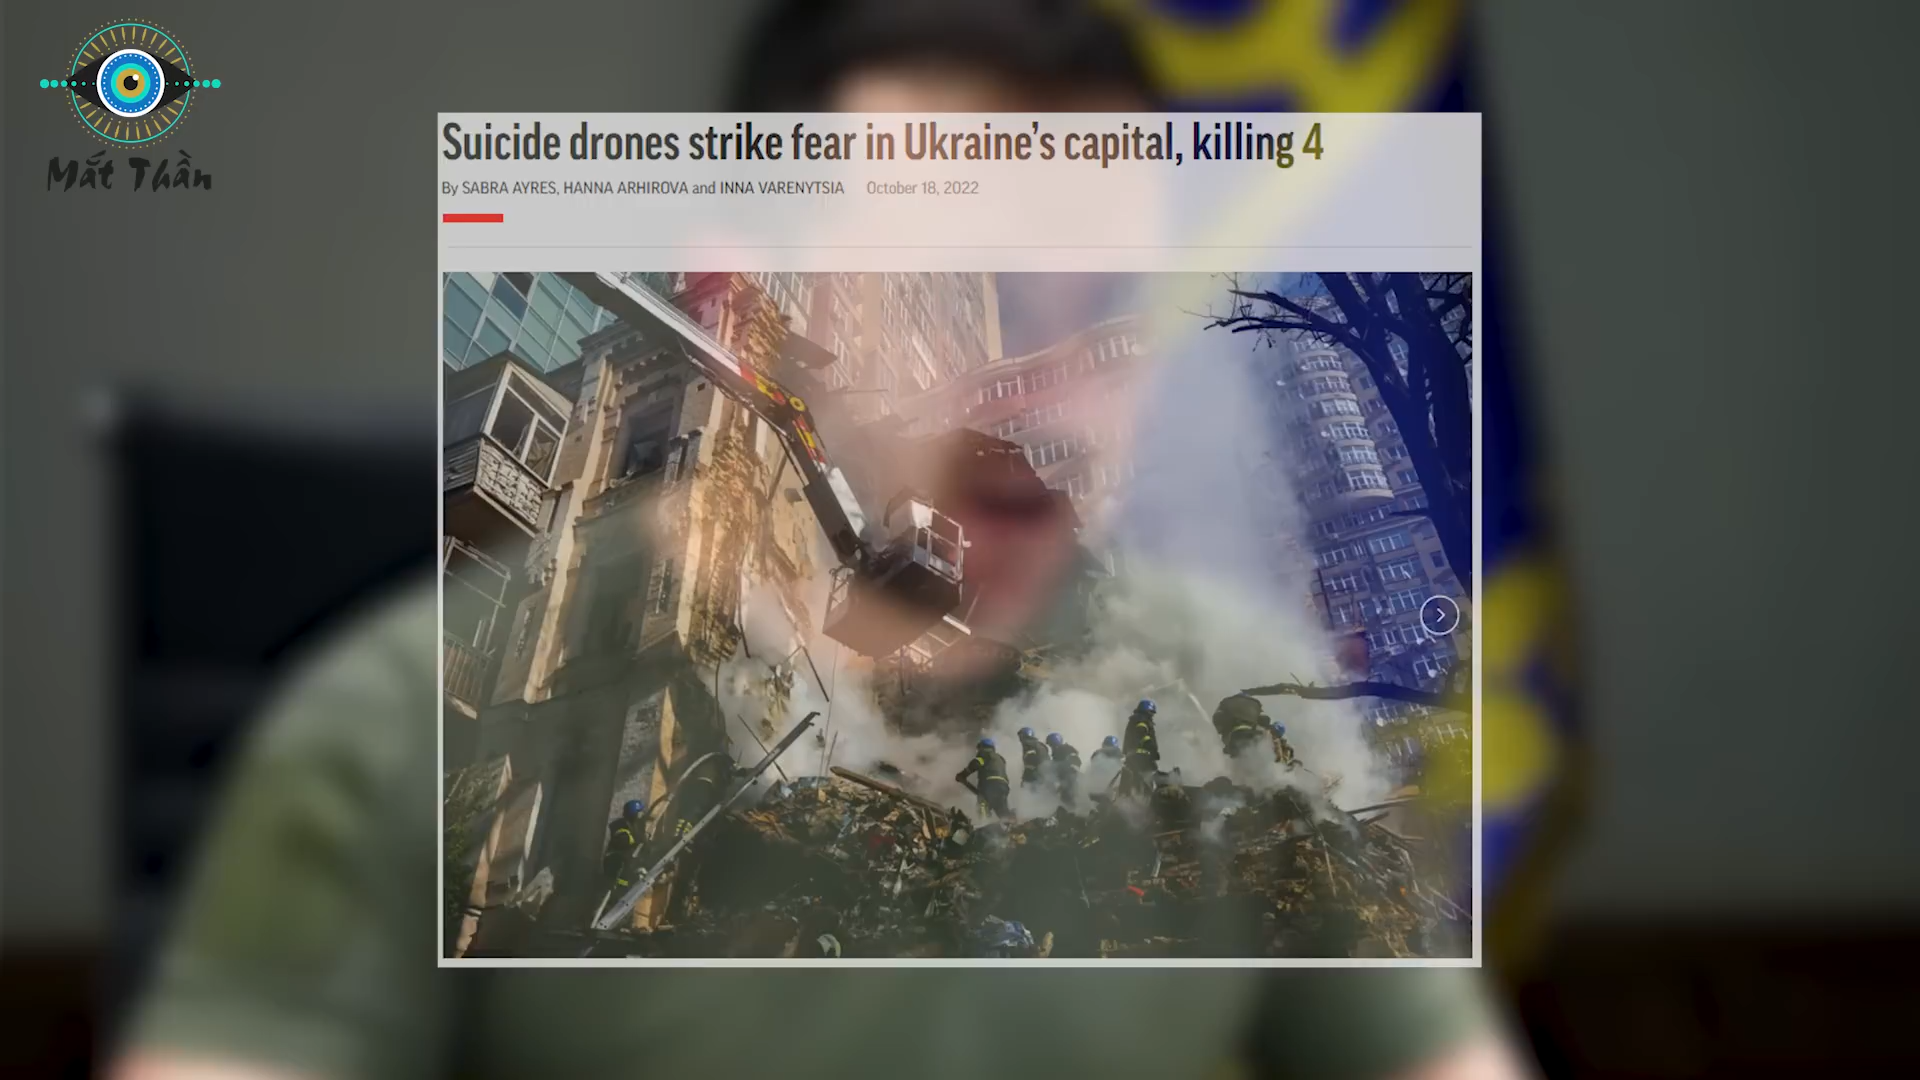 Mắt Thần
Suicide drones strike fear in Ukraine's capital, killing 4
By SABRA AYRES, HANNA ARHIROVA and INNA VARENYTSIA October 18, 2022